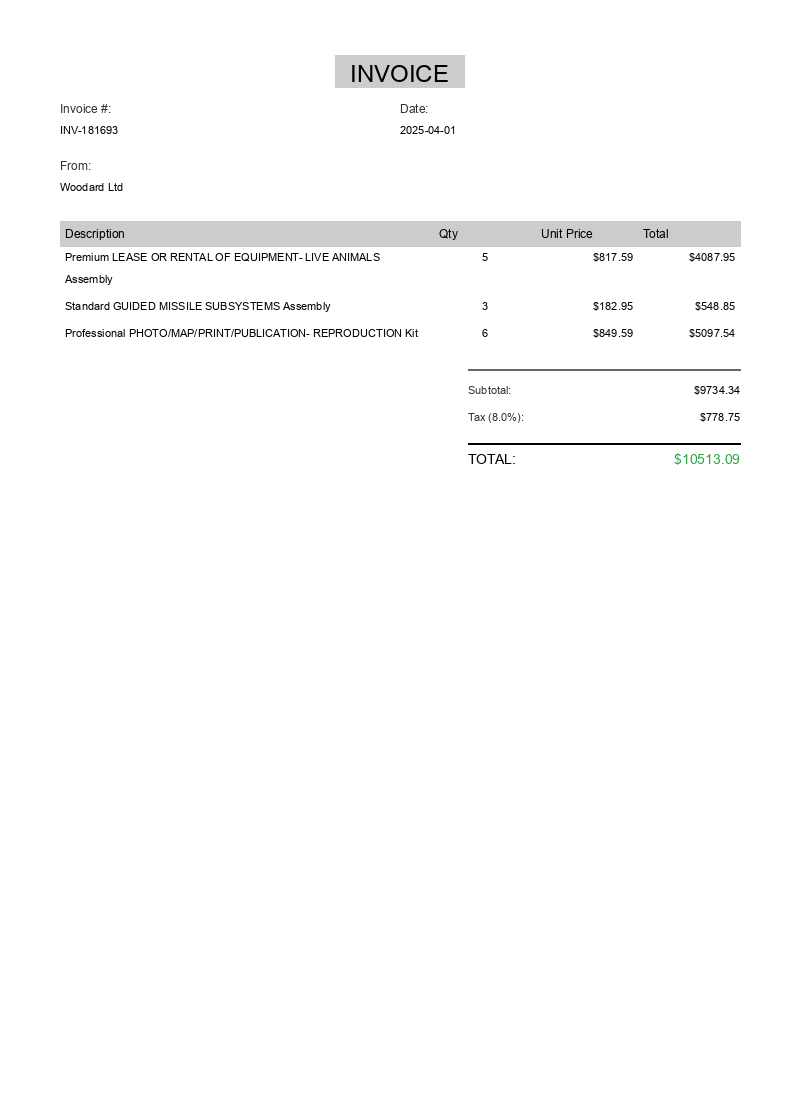 INVOICE
Invoice #: Date:
INV-181693 2025-04-01
From:
Woodard Ltd
Description Qty Unit Price Total
Premium LEASE OR RENTAL OF EQUIPMENT- LIVE ANIMALS 5 $817.59 $4087.95
Assembly
Standard GUIDED MISSILE SUBSYSTEMS Assembly 3 $182.95 $548.85
Professional PHOTO/MAP/PRINT/PUBLICATION- REPRODUCTION Kit 6 $849.59 $5097.54
Subtotal: $9734.34
Tax (8.0%): $778.75
TOTAL: $10513.09